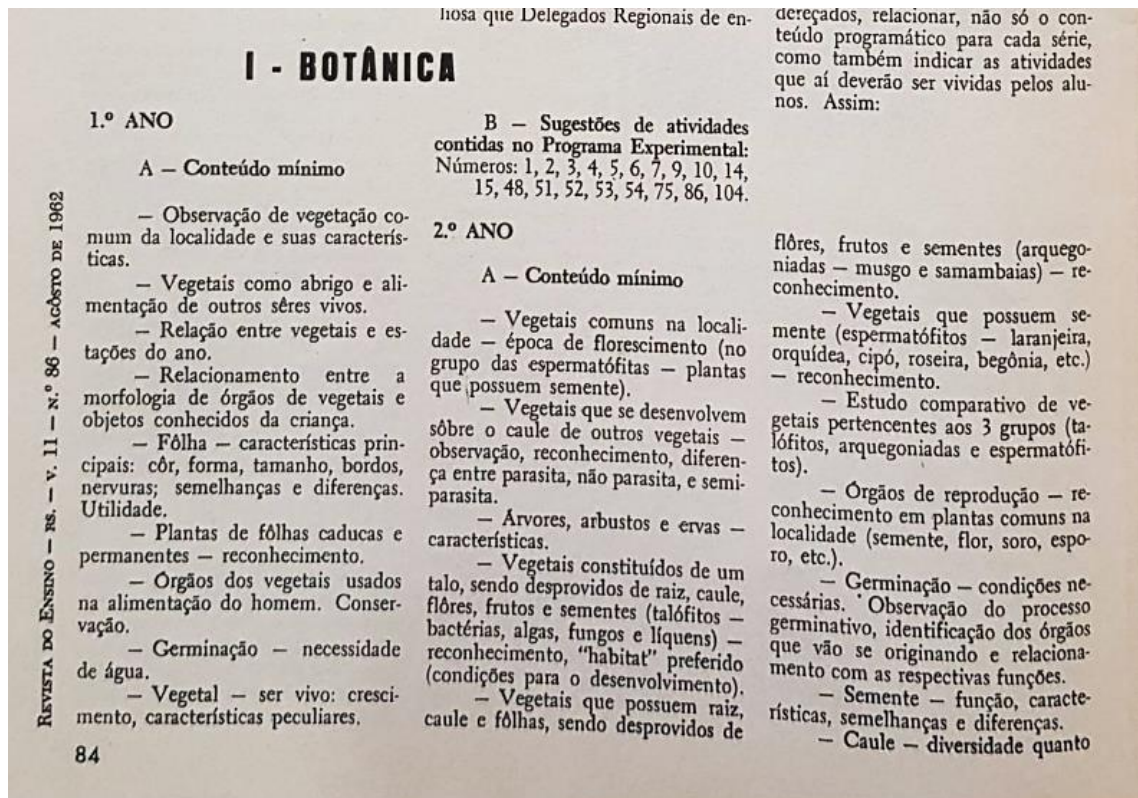 hosa que Delegados Regionais de en-
dereçados, relacionar, não só o con-
teúdo programático para cada série,
como também indicar as atividades
que aí deverão ser vividas pelos alu-
nos. Assim:
I - BOTÂNICA
1.º ANO
A — Conteúdo mínimo
— Observação de vegetação co-
mum da localidade e suas caracterís-
ticas.
— Vegetais como abrigo e ali-
mentação de outros sêres vivos.
— Relação entre vegetais e es-
tações do ano.
— Relacionamento entre a
morfologia de órgãos de vegetais e
objetos conhecidos da criança.
— Fôlha — características prin-
cipais: côr, forma, tamanho, bordos,
nervuras; semelhanças e diferenças.
Utilidade.
— Plantas de fôlhas caducas e
permanentes — reconhecimento.
— Órgãos dos vegetais usados
na alimentação do homem. Conser-
vação.
— Germinação — necessidade
de água.
— Vegetal — ser vivo: cresci-
mento, características peculiares.
B — Sugestões de atividades
contidas no Programa Experimental:
Números: 1, 2, 3, 4, 5, 6, 7, 9, 10, 14,
15, 48, 51, 52, 53, 54, 75, 86, 104.
2.º ANO
A — Conteúdo mínimo
— Vegetais comuns na locali-
dade — época de florescimento (no
grupo das espermatófitas — plantas
que possuem semente).
— Vegetais que se desenvolvem
sôbre o caule de outros vegetais —
observação, reconhecimento, diferen-
ça entre parasita, não parasita, e semi-
parasita.
— Árvores, arbustos e ervas —
características.
— Vegetais constituídos de um
talo, sendo desprovidos de raiz, caule,
flôres, frutos e sementes (talófitos —
bactérias, algas, fungos e líquens) —
reconhecimento, "habitat" preferido
(condições para o desenvolvimento).
— Vegetais que possuem raiz,
caule e fôlhas, sendo desprovidos de
flôres, frutos e sementes (arquego-
niadas — musgo e samambaias) — re-
conhecimento.
— Vegetais que possuem se-
mente (espermatófitos — laranjeira,
orquídea, cipó, roseira, begônia, etc.)
— reconhecimento.
— Estudo comparativo de ve-
getais pertencentes aos 3 grupos (ta-
lófitos, arquegoniadas e espermatófi-
tos).
— Órgãos de reprodução — re-
conhecimento em plantas comuns na
localidade (semente, flor, soro, espo-
ro, etc.).
— Germinação — condições ne-
cessárias. Observação do processo
germinativo, identificação dos órgãos
que vão se originando e relaciona-
mento com as respectivas funções.
— Semente — função, caracte-
rísticas, semelhanças e diferenças.
— Caule — diversidade quanto
REVISTA DO ENSINO — RS. — V. 11 — N.º 86 — AGÔSTO DE 1962
84